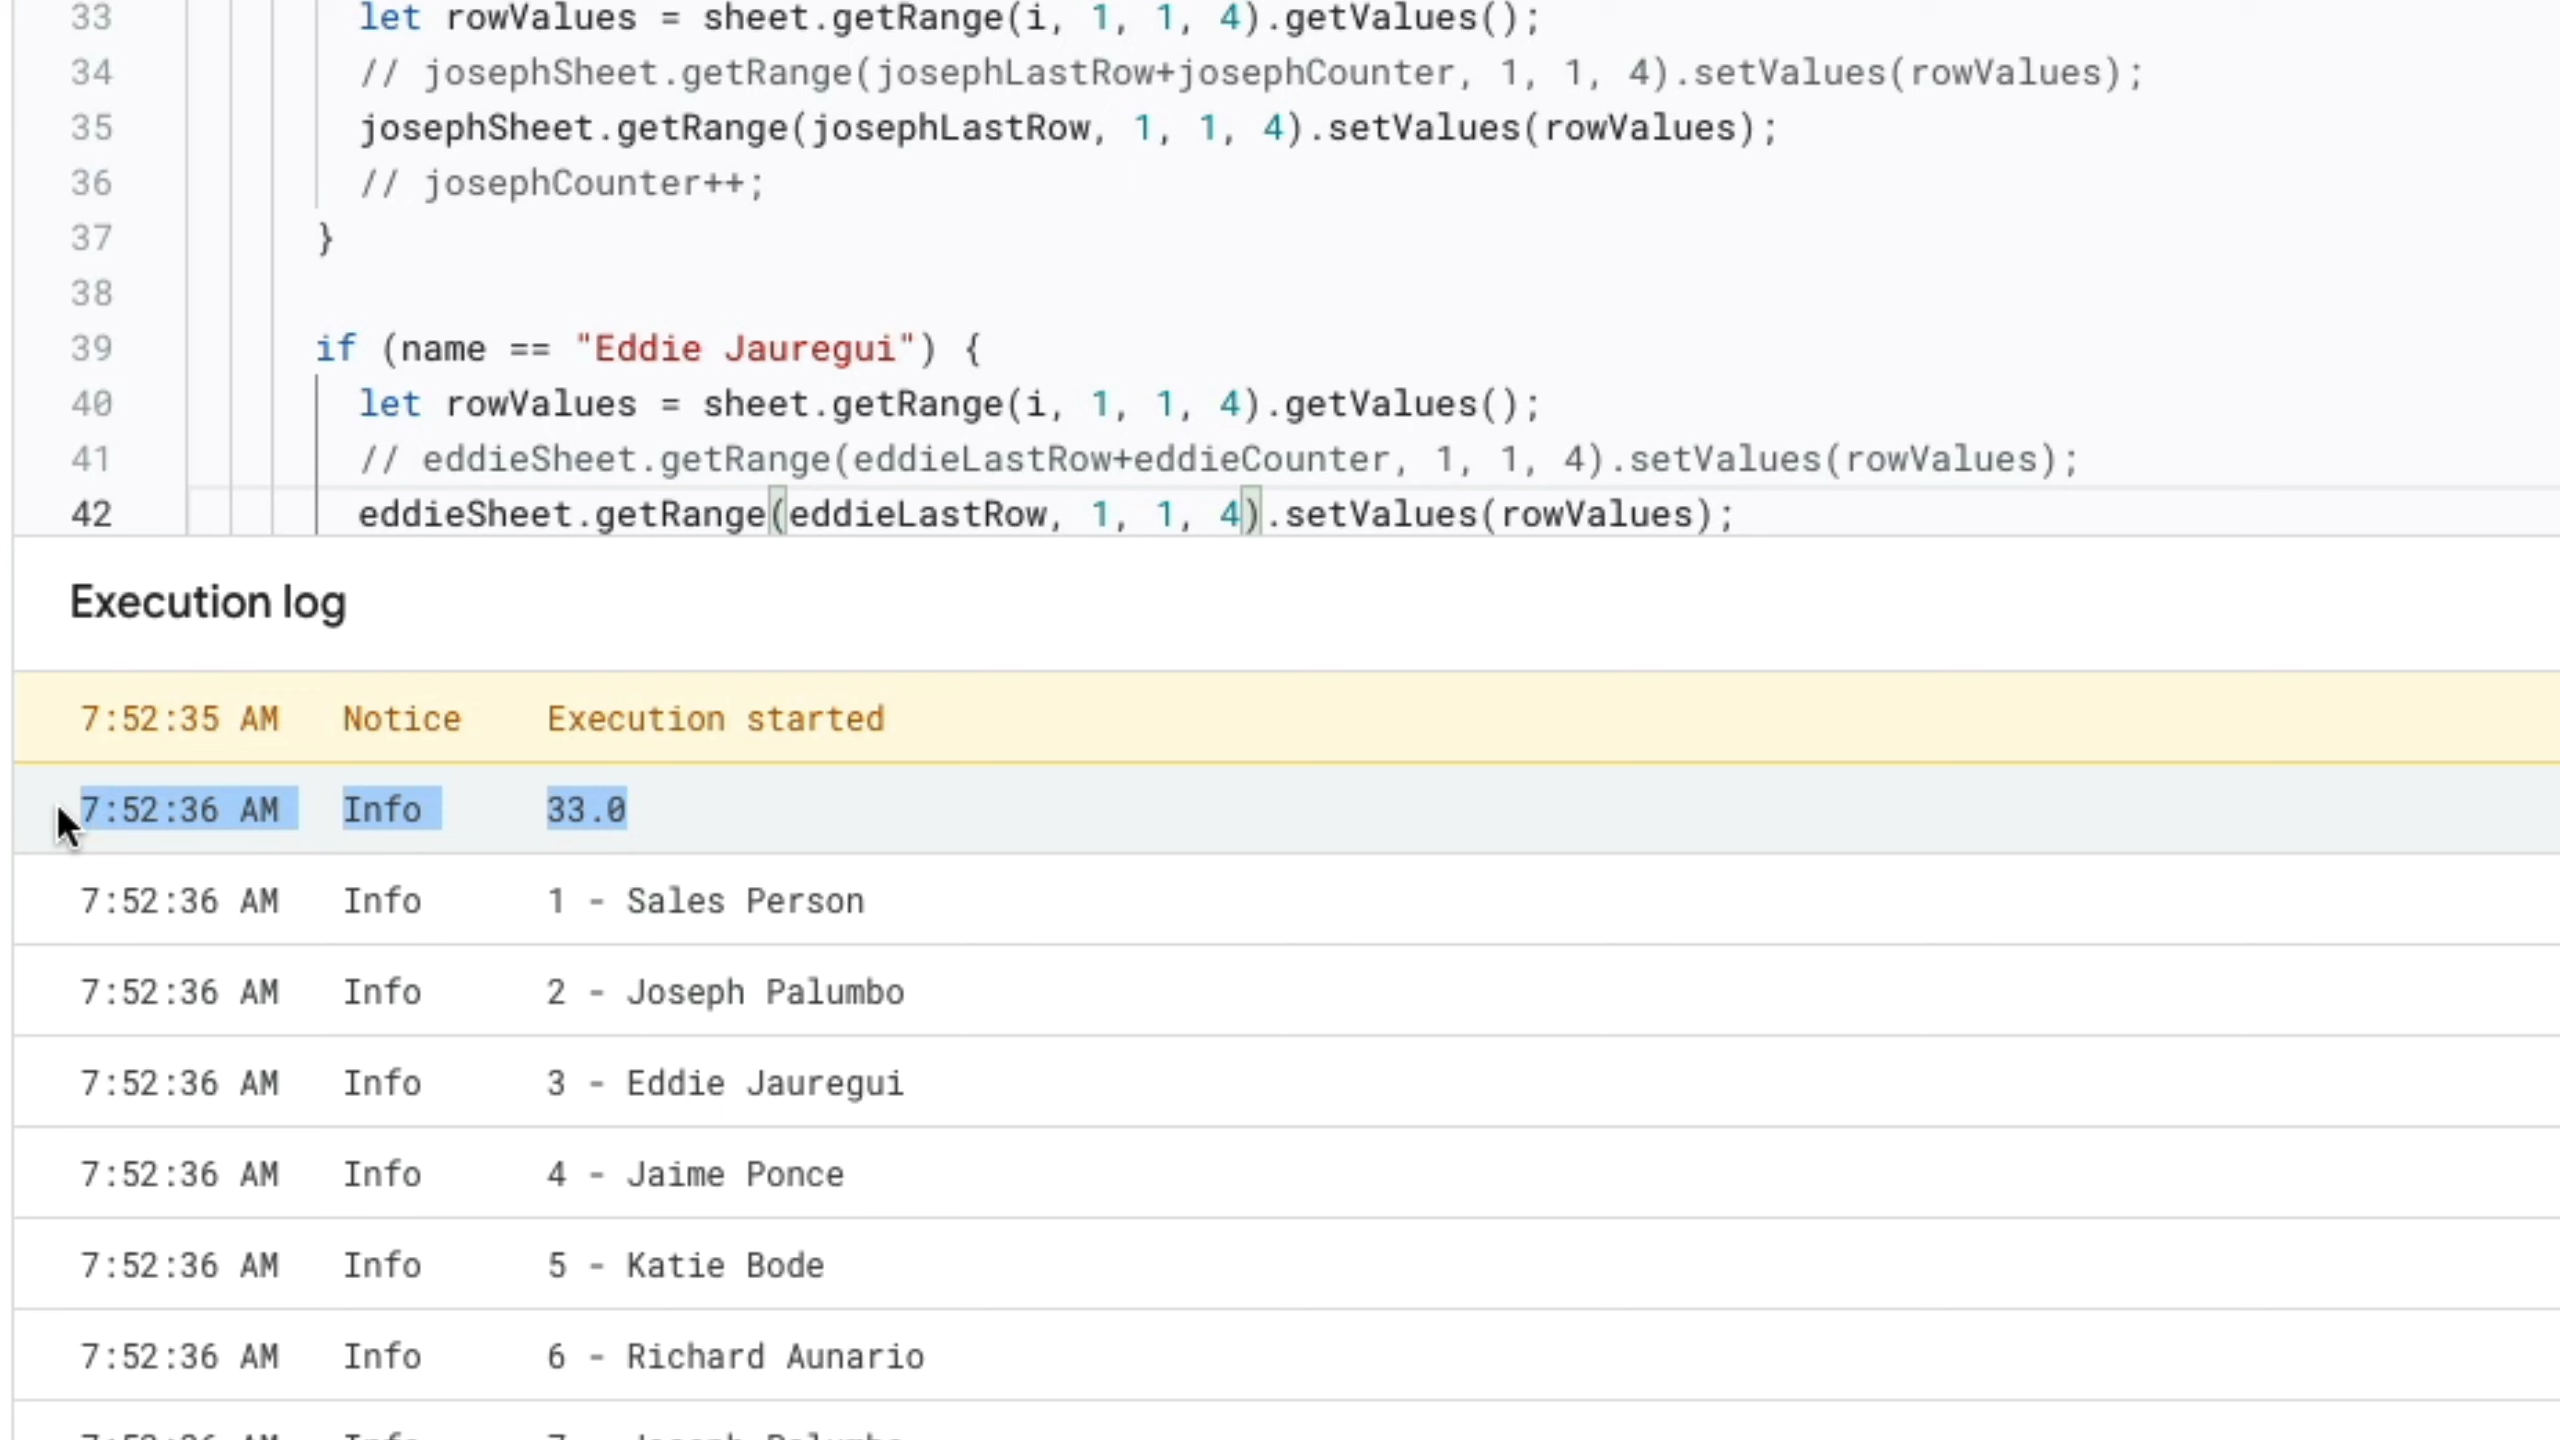 33 let rowValues = sheet.getRange(i, 1, 1, 4).getValues();
34 // josephSheet.getRange(josephLastRow+josephCounter, 1, 1, 4).setValues(rowValues);
35 josephSheet.getRange(josephLastRow, 1, 1, 4).setValues(rowValues);
36 // josephCounter++;
37 }
38
39 if (name == "Eddie Jauregui") {
40 let rowValues = sheet.getRange(i, 1, 1, 4).getValues();
41 // eddieSheet.getRange(eddieLastRow+eddieCounter, 1, 1, 4).setValues(rowValues);
42 eddieSheet.getRange(eddieLastRow, 1, 1, 4).setValues(rowValues);
Execution log
7:52:35 AM Notice Execution started
7:52:36 AM Info 33.0
7:52:36 AM Info 1 - Sales Person
7:52:36 AM Info 2 - Joseph Palumbo
7:52:36 AM Info 3 - Eddie Jauregui
7:52:36 AM Info 4 - Jaime Ponce
7:52:36 AM Info 5 - Katie Bode
7:52:36 AM Info 6 - Richard Aunario